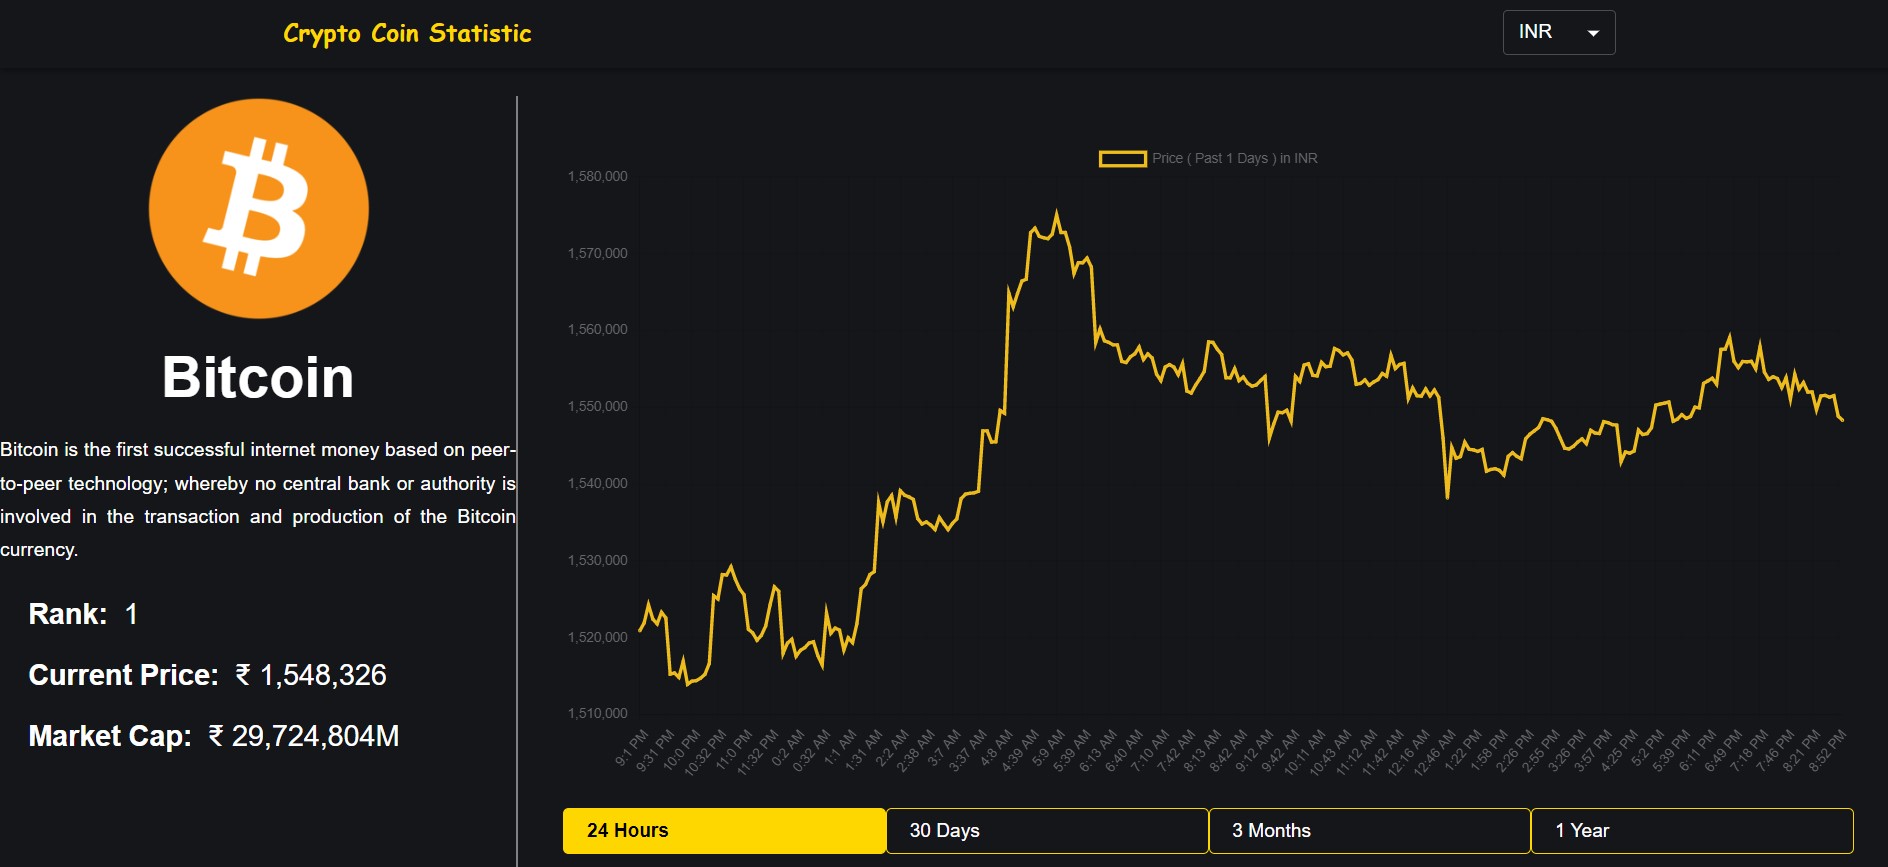 Crypto Coin Statistic
INR
Bitcoin
Bitcoin is the first successful internet money based on peer-
to-peer technology; whereby no central bank or authority is
involved in the transaction and production of the Bitcoin
currency.
Rank: 1
Current Price: ₹ 1,548,326
Market Cap: ₹ 29,724,804M
Price ( Past 1 Days ) in INR
1,580,000
1,570,000
1,560,000
1,550,000
1,540,000
1,530,000
1,520,000
1,510,000
9:1 PM
9:31 PM
10:0 PM
10:32 PM
11:0 PM
11:32 PM
0:2 AM
0:32 AM
1:1 AM
1:31 AM
2:2 AM
2:38 AM
3:7 AM
3:37 AM
4:8 AM
4:39 AM
5:9 AM
5:39 AM
6:13 AM
6:40 AM
7:10 AM
7:42 AM
8:13 AM
8:42 AM
9:12 AM
9:42 AM
10:11 AM
10:43 AM
11:12 AM
11:42 AM
12:16 AM
12:46 AM
1:22 PM
1:58 PM
2:26 PM
2:55 PM
3:26 PM
3:57 PM
4:25 PM
5:2 PM
5:39 PM
6:11 PM
6:49 PM
7:18 PM
7:46 PM
8:21 PM
8:52 PM
24 Hours
30 Days
3 Months
1 Year